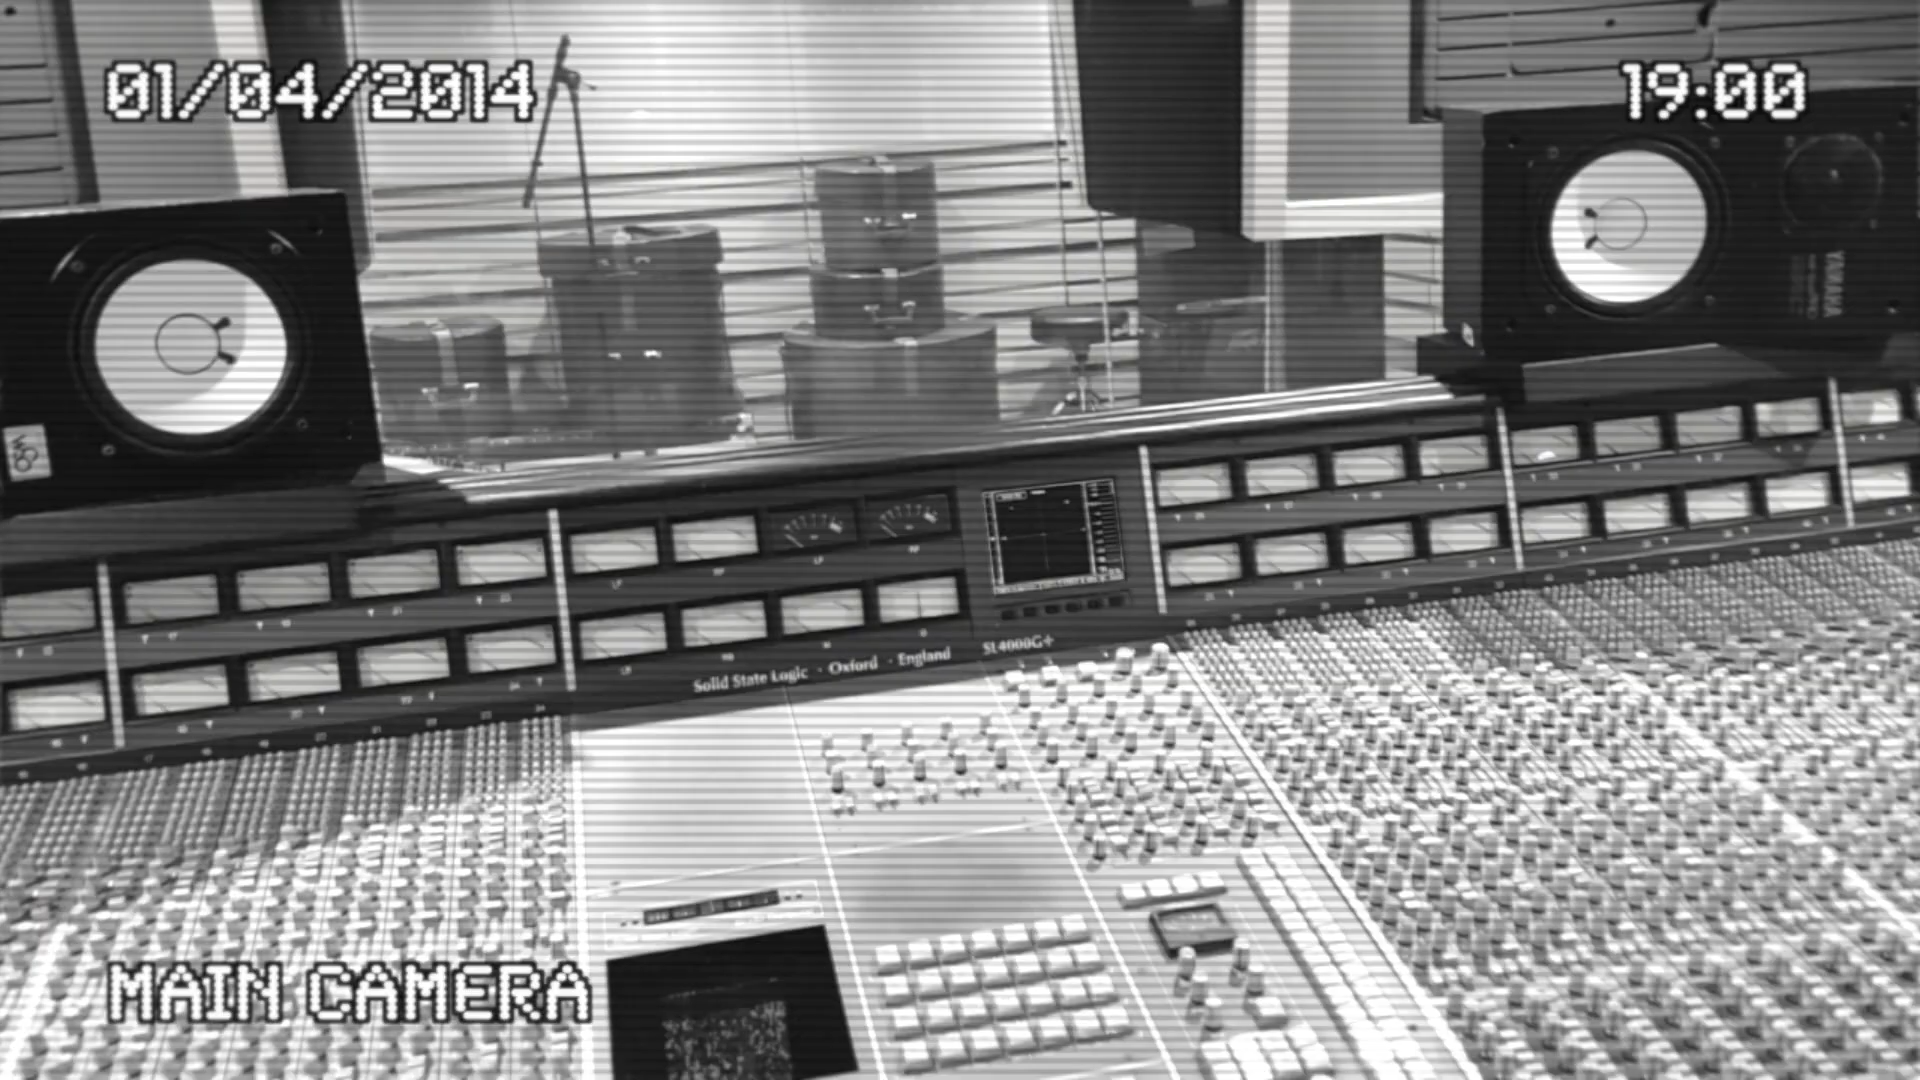 01/04/2014
19:00
YAMAHA
Solid State Logic · Oxford · England
SL4000G+
MAIN CAMERA